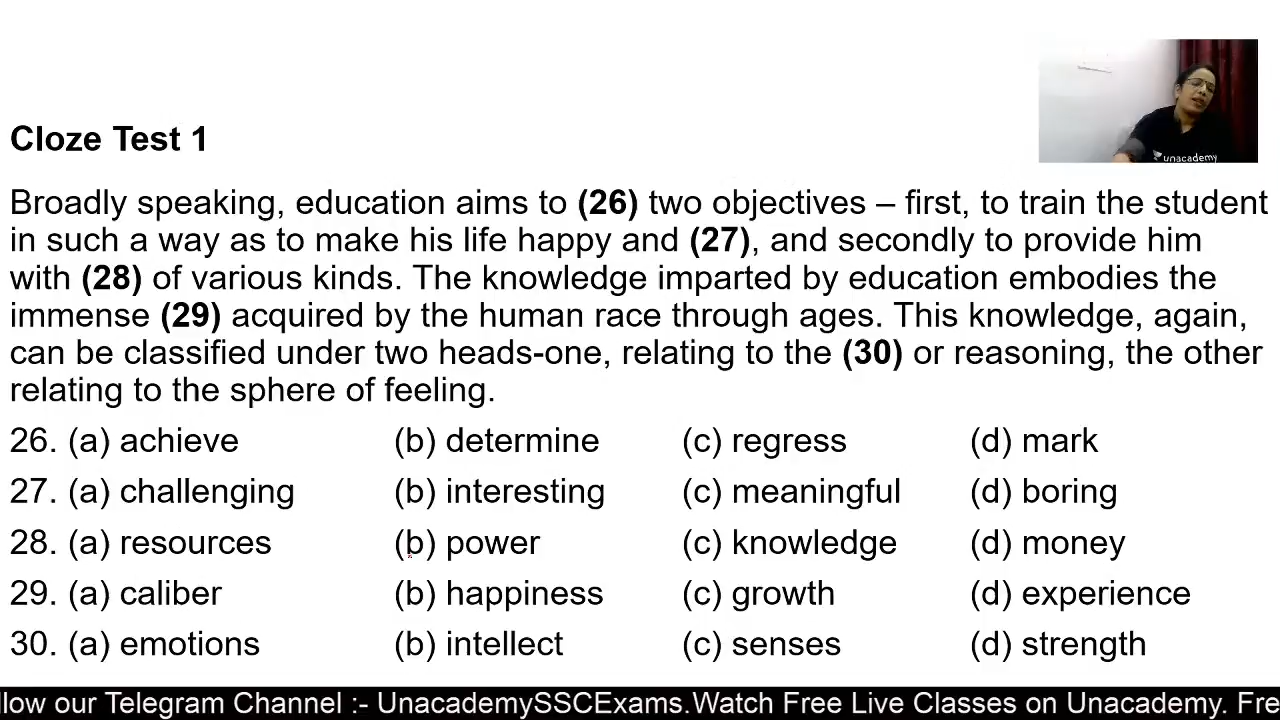 unacademy
Cloze Test 1
Broadly speaking, education aims to (26) two objectives – first, to train the student
in such a way as to make his life happy and (27), and secondly to provide him
with (28) of various kinds. The knowledge imparted by education embodies the
immense (29) acquired by the human race through ages. This knowledge, again,
can be classified under two heads-one, relating to the (30) or reasoning, the other
relating to the sphere of feeling.
26. (a) achieve (b) determine (c) regress (d) mark
27. (a) challenging (b) interesting (c) meaningful (d) boring
28. (a) resources (b) power (c) knowledge (d) money
29. (a) caliber (b) happiness (c) growth (d) experience
30. (a) emotions (b) intellect (c) senses (d) strength
llow our Telegram Channel :- UnacademySSCExams.Watch Free Live Classes on Unacademy. Fre